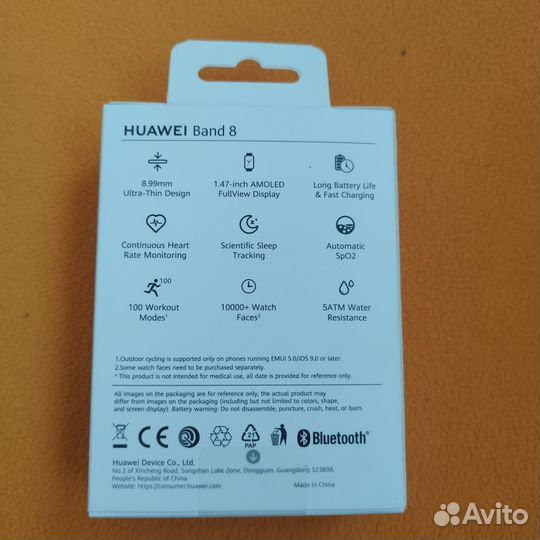 HUAWEI Band 8
8.99mm
Ultra-Thin Design
1.47-inch AMOLED
FullView Display
Long Battery Life
& Fast Charging
Continuous Heart
Rate Monitoring
Scientific Sleep
Tracking
Automatic
SpO2
100
100 Workout
Modes¹
10000+ Watch
Faces²
5ATM Water
Resistance
1.Outdoor cycling is supported only on phones running EMUI 5.0/iOS 9.0 or later.
2.Some watch faces need to be purchased separately.
* This product is not intended for medical use, all date is provided for reference only.
All images on the packaging are for reference only, the actual product may
differ from images on the packaging (including but not limited to colors, shape,
and screen display). Battery warning: Do not disassemble, puncture, crush, heat, or burn.
CE
21
PAP
Bluetooth®
Huawei Device Co., Ltd.
No.2 of Xincheng Road, Songshan Lake Zone, Dongguan, Guangdong 523808,
People's Republic of China
Website: https://consumer.huawei.com
Made in China
Avito